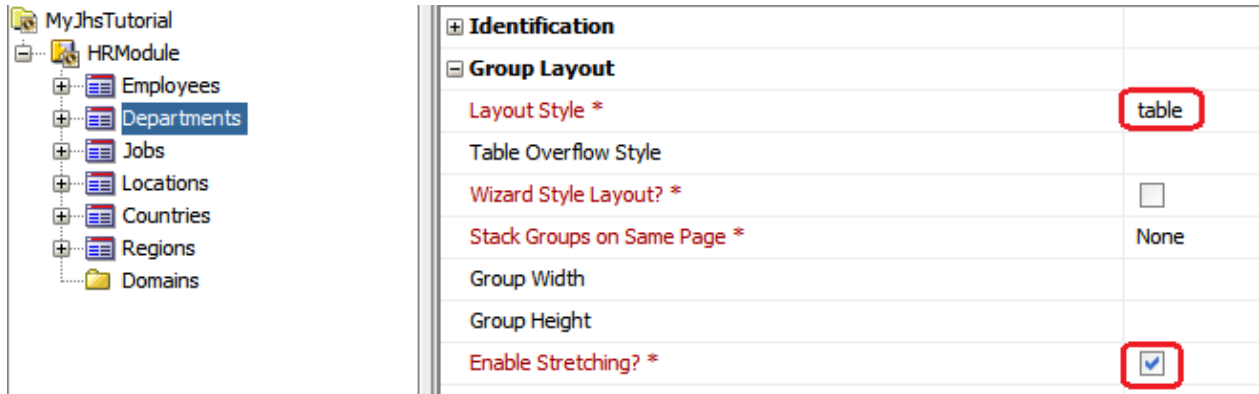 MyJhsTutorial
HRModule
Employees
Departments
Jobs
Locations
Countries
Regions
Domains
Identification
Group Layout
Layout Style * table
Table Overflow Style
Wizard Style Layout? *
Stack Groups on Same Page * None
Group Width
Group Height
Enable Stretching? *